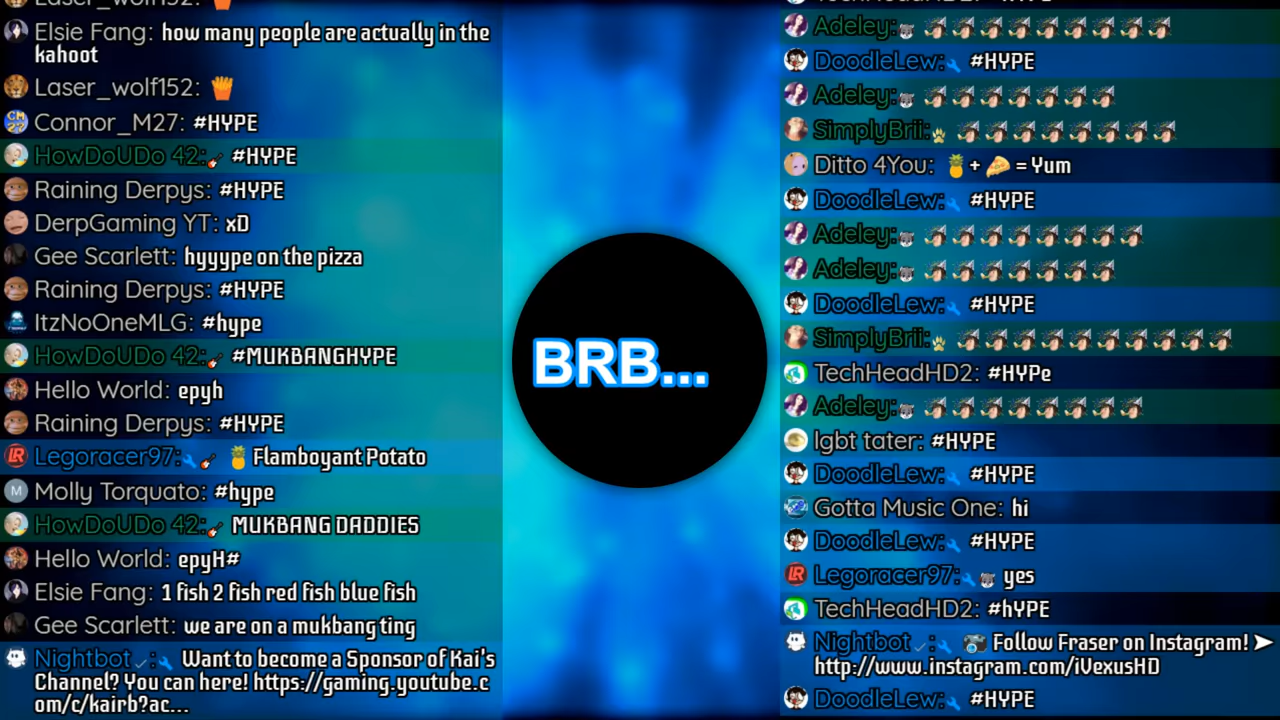 Laser_wolf152: 🍟
Elsie Fang: how many people are actually in the
kahoot
Laser_wolf152: 🍟
Connor_M27: #HYPE
HowDoUDo 42: #HYPE
Raining Derpys: #HYPE
DerpGaming YT: xD
Gee Scarlett: hyyype on the pizza
Raining Derpys: #HYPE
ItzNoOneMLG: #hype
HowDoUDo 42: #MUKBANGHYPE
Hello World: epyh
Raining Derpys: #HYPE
Legoracer97: 🍍 Flamboyant Potato
Molly Torquato: #hype
HowDoUDo 42: MUKBANG DADDIES
Hello World: epyH#
Elsie Fang: 1 fish 2 fish red fish blue fish
Gee Scarlett: we are on a mukbang ting
Nightbot: Want to become a Sponsor of Kai's
Channel? You can here! https://gaming.youtube.c
om/c/kairb?ac...
BRB...
Adeley:
DoodleLew: #HYPE
Adeley:
SimplyBrii:
Ditto 4You: 🍍 + 🍕 = Yum
DoodleLew: #HYPE
Adeley:
Adeley:
DoodleLew: #HYPE
SimplyBrii:
TechHeadHD2: #HYPe
Adeley:
lgbt tater: #HYPE
DoodleLew: #HYPE
Gotta Music One: hi
DoodleLew: #HYPE
Legoracer97: yes
TechHeadHD2: #hYPE
Nightbot: 📷 Follow Fraser on Instagram! ➤
http://www.instagram.com/iVexusHD
DoodleLew: #HYPE